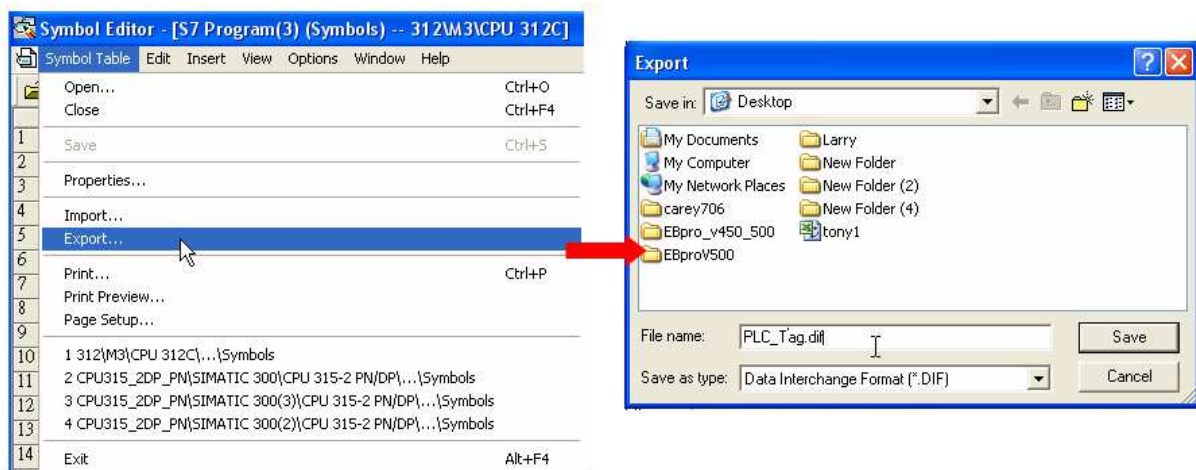 Symbol Editor - [S7 Program(3) (Symbols) -- 312\M3\CPU 312C]
Symbol Table Edit Insert View Options Window Help
Open... Ctrl+O
Close Ctrl+F4
Save Ctrl+S
Properties...
Import...
Export...
Print... Ctrl+P
Print Preview...
Page Setup...
1 312\M3\CPU 312C\...\Symbols
2 CPU315_2DP_PN\SIMATIC 300\CPU 315-2 PN/DP\...\Symbols
3 CPU315_2DP_PN\SIMATIC 300(3)\CPU 315-2 PN/DP\...\Symbols
4 CPU315_2DP_PN\SIMATIC 300(2)\CPU 315-2 PN/DP\...\Symbols
Exit Alt+F4
1
2
3
4
5
6
7
8
9
10
11
12
13
14
Export
Save in: Desktop
My Documents
My Computer
My Network Places
carey706
EBpro_v450_500
EBproV500
Larry
New Folder
New Folder (2)
New Folder (4)
tony1
File name: PLC_Tag.dif Save
Save as type: Data Interchange Format (*.DIF) Cancel